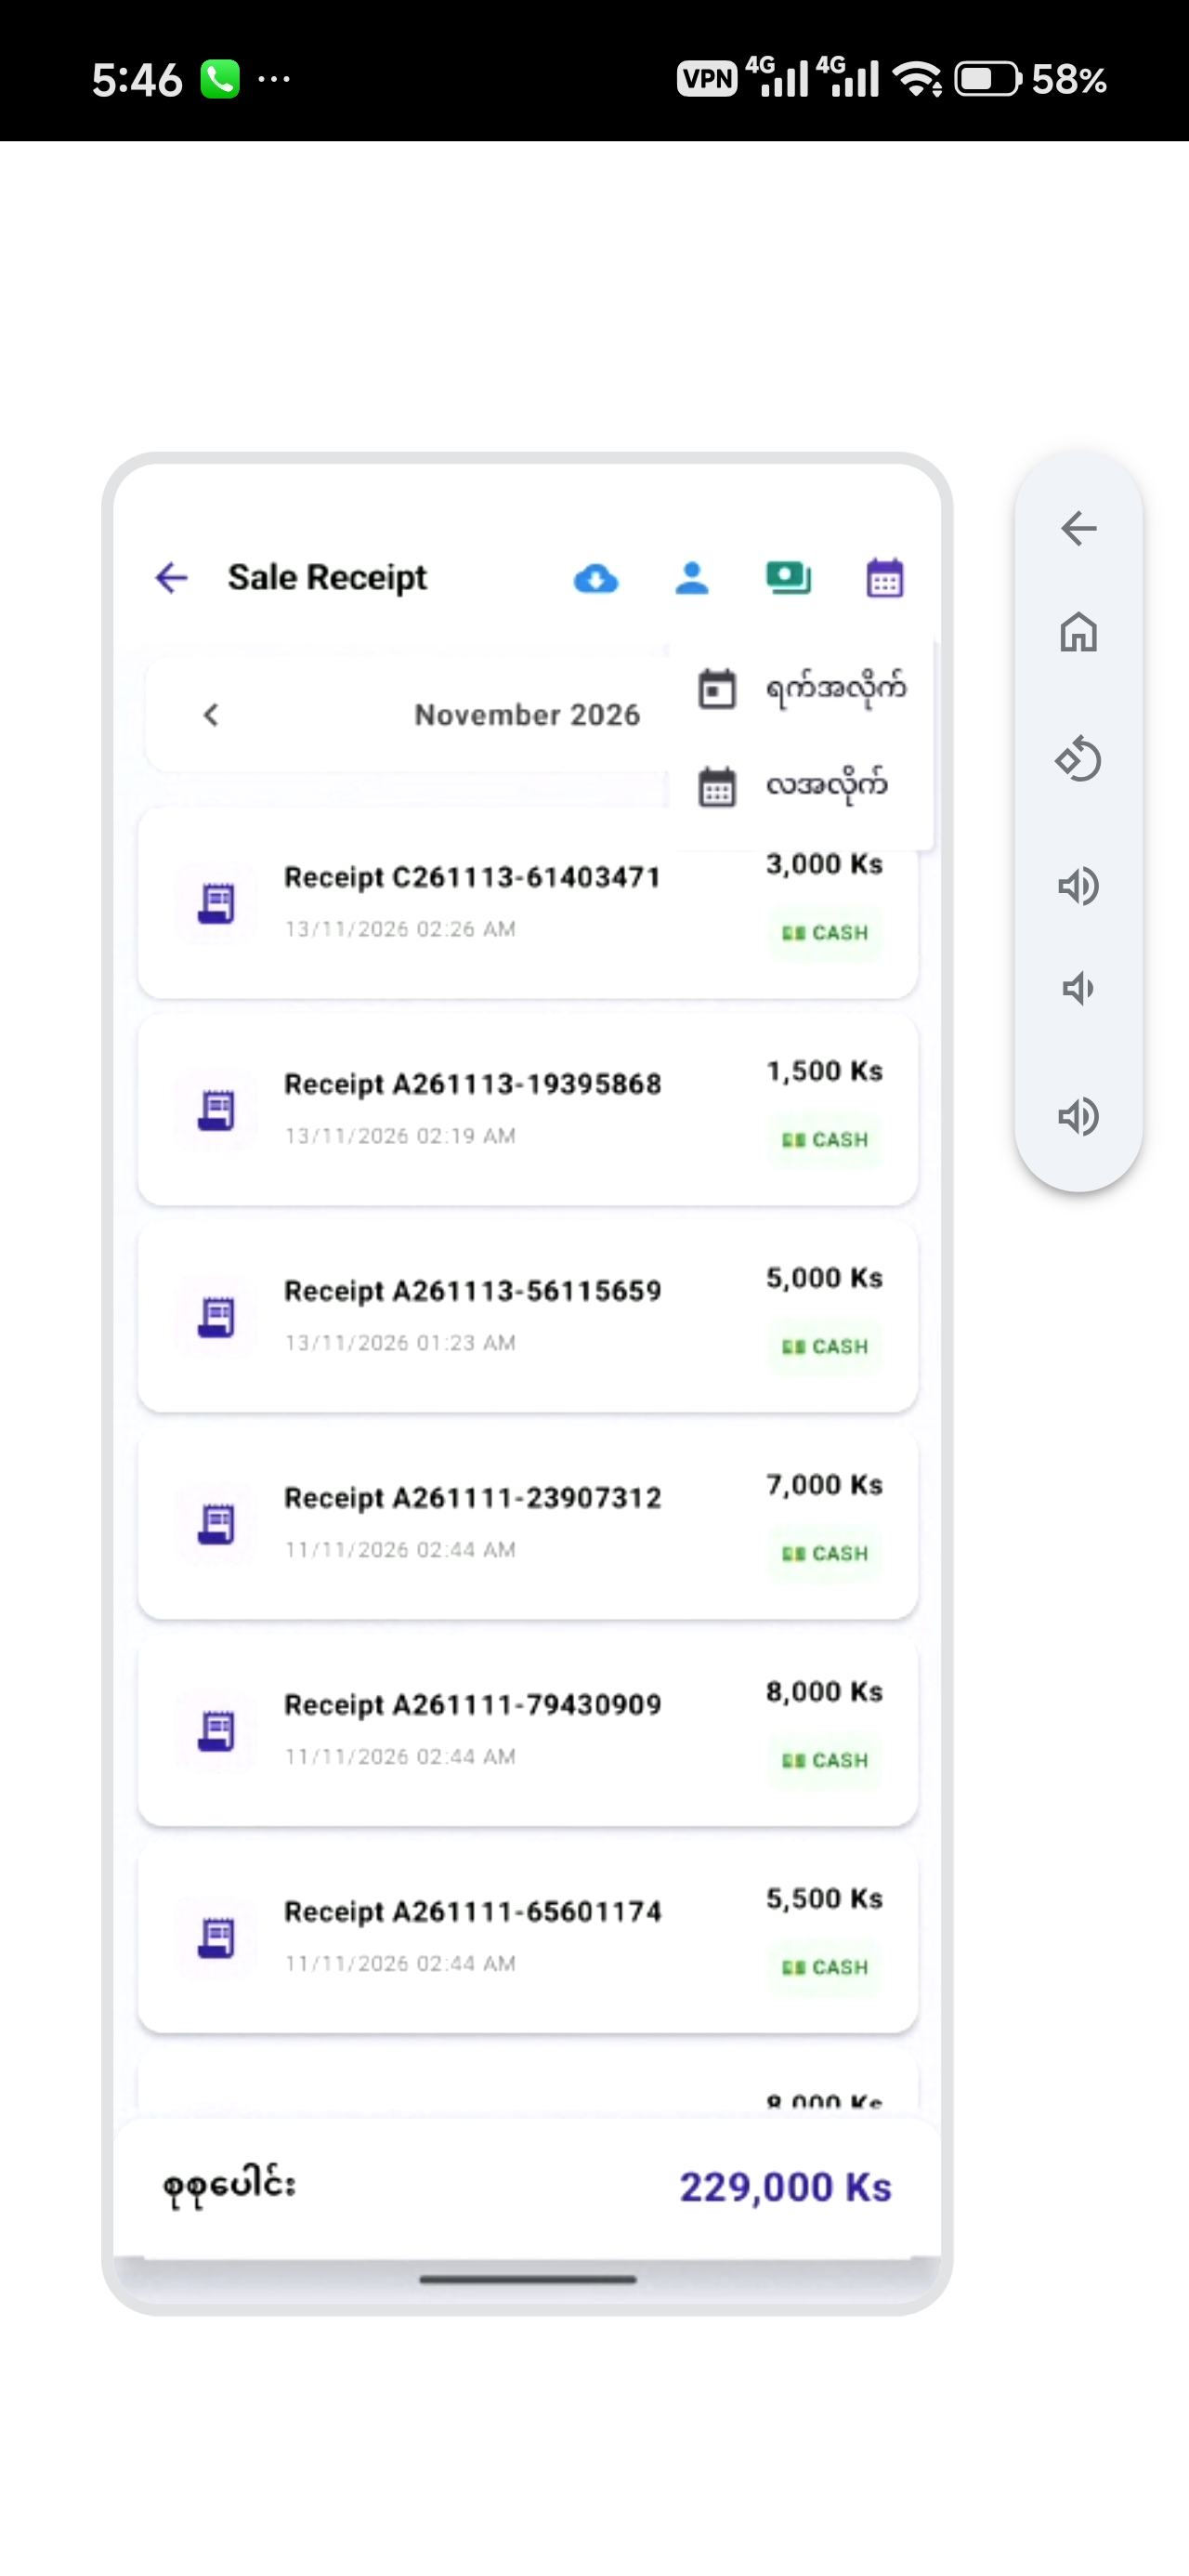 5:46 ... VPN 4G 4G 58%
Sale Receipt
ရက်အလိုက်
November 2026
လအလိုက်
3,000 Ks
Receipt C261113-61403471
13/11/2026 02:26 AM
CASH
1,500 Ks
Receipt A261113-19395868
13/11/2026 02:19 AM
CASH
5,000 Ks
Receipt A261113-56115659
13/11/2026 01:23 AM
CASH
7,000 Ks
Receipt A261111-23907312
11/11/2026 02:44 AM
CASH
8,000 Ks
Receipt A261111-79430909
11/11/2026 02:44 AM
CASH
5,500 Ks
Receipt A261111-65601174
11/11/2026 02:44 AM
CASH
စုစုပေါင်း 229,000 Ks